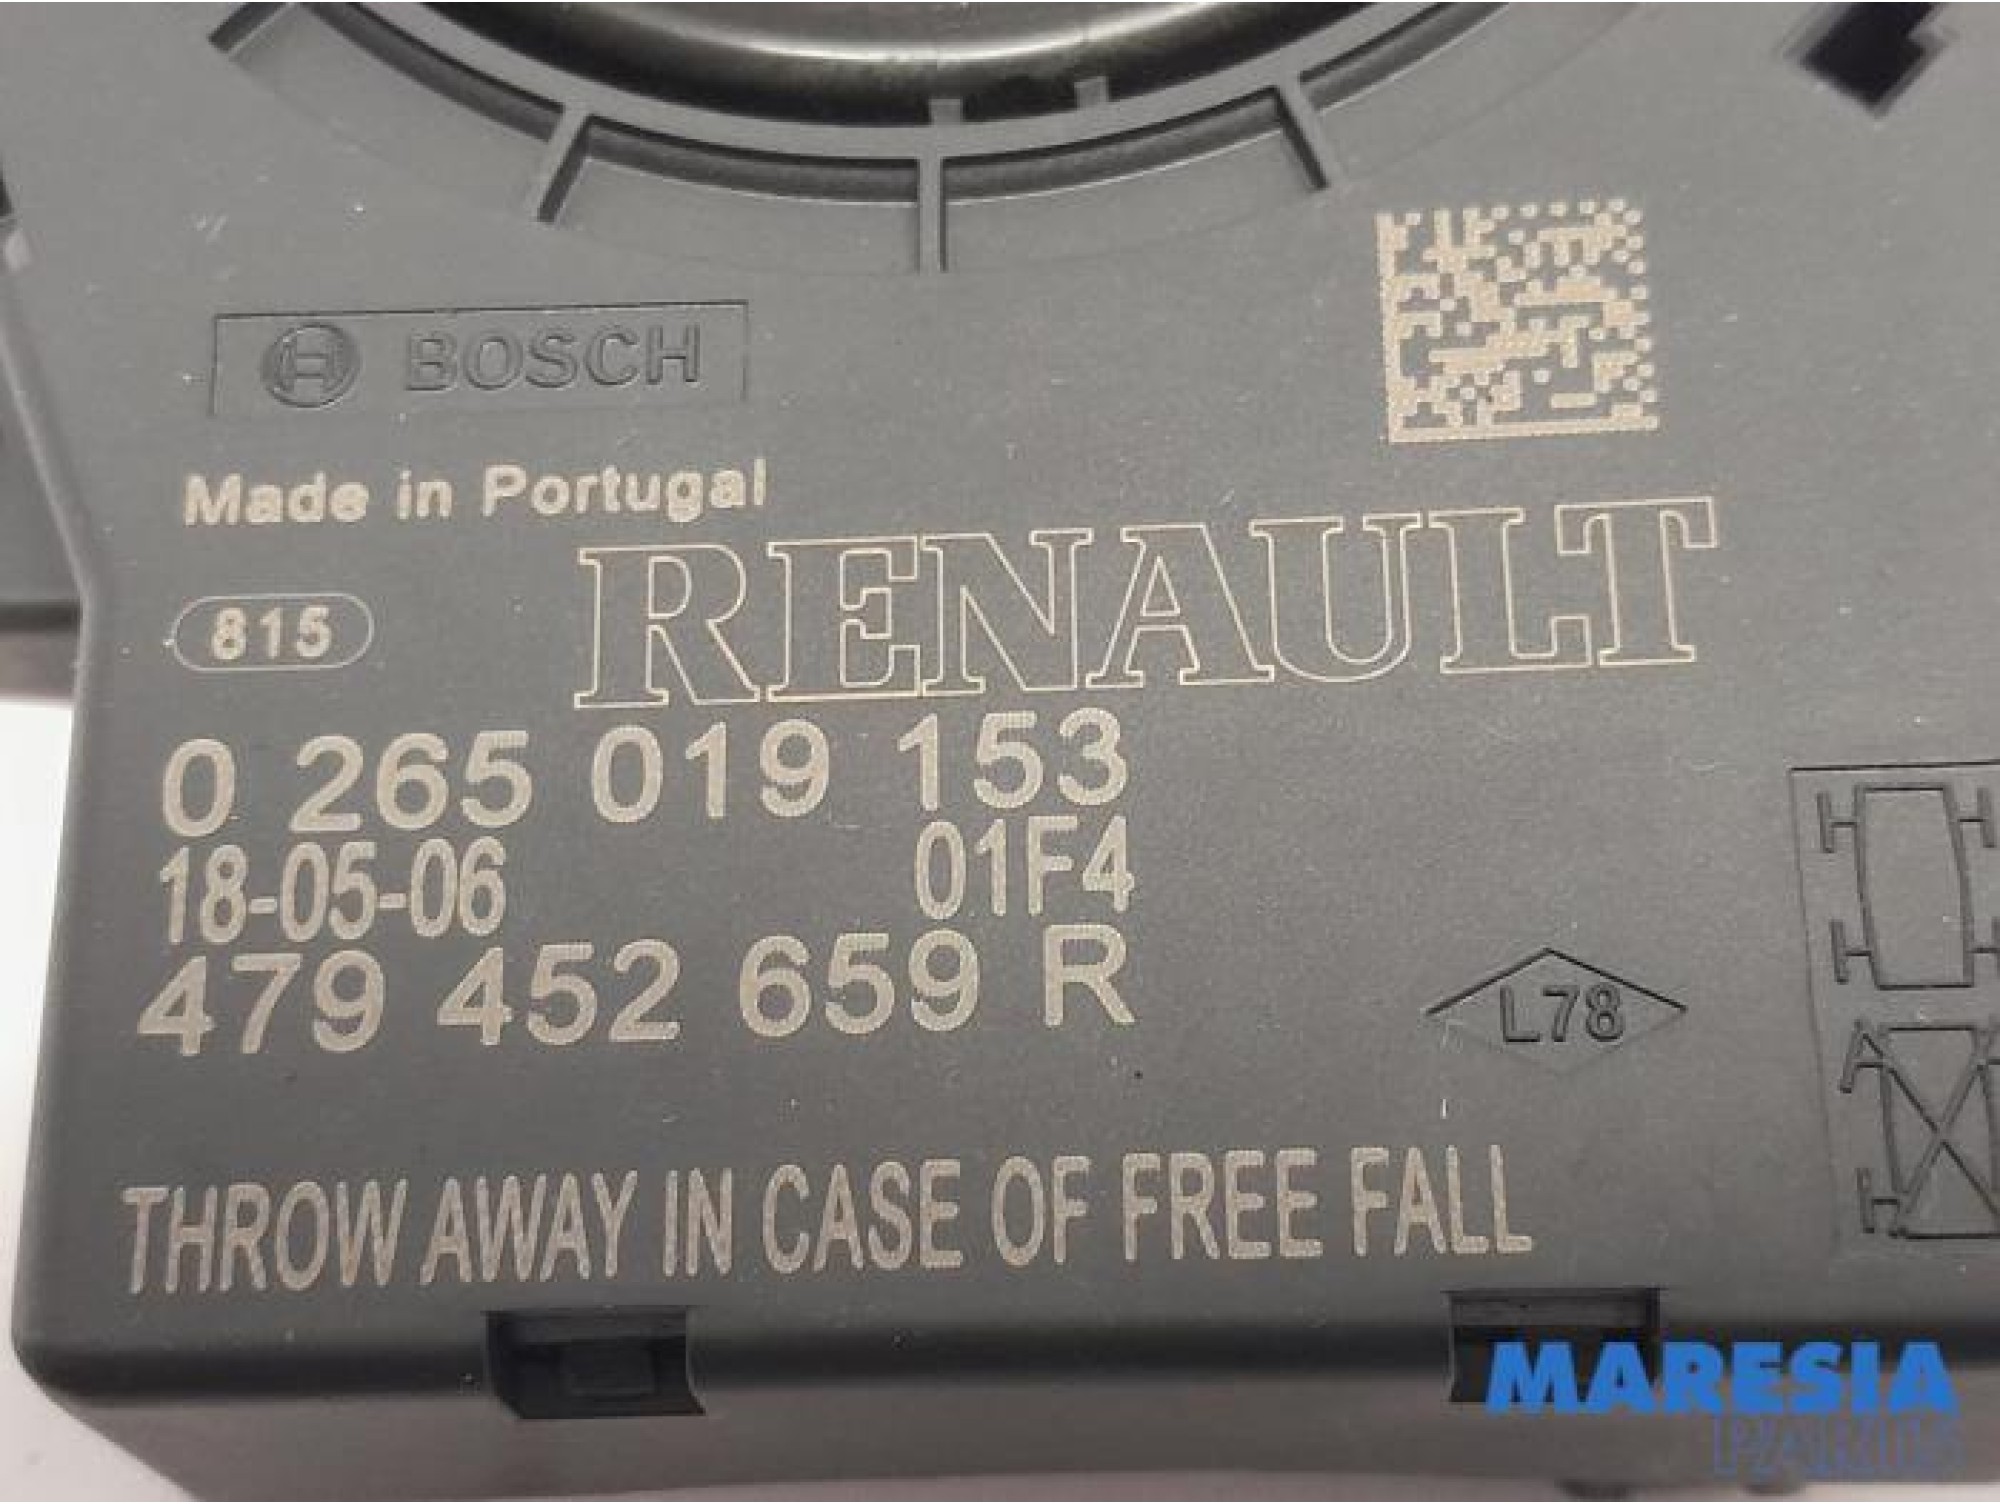 BOSCH
Made in Portugal
RENAULT
815
0 265 019 153
18-05-06 01F4
479 452 659 R
L78
A
H
THROW AWAY IN CASE OF FREE FALL
MARESIA
PARTS